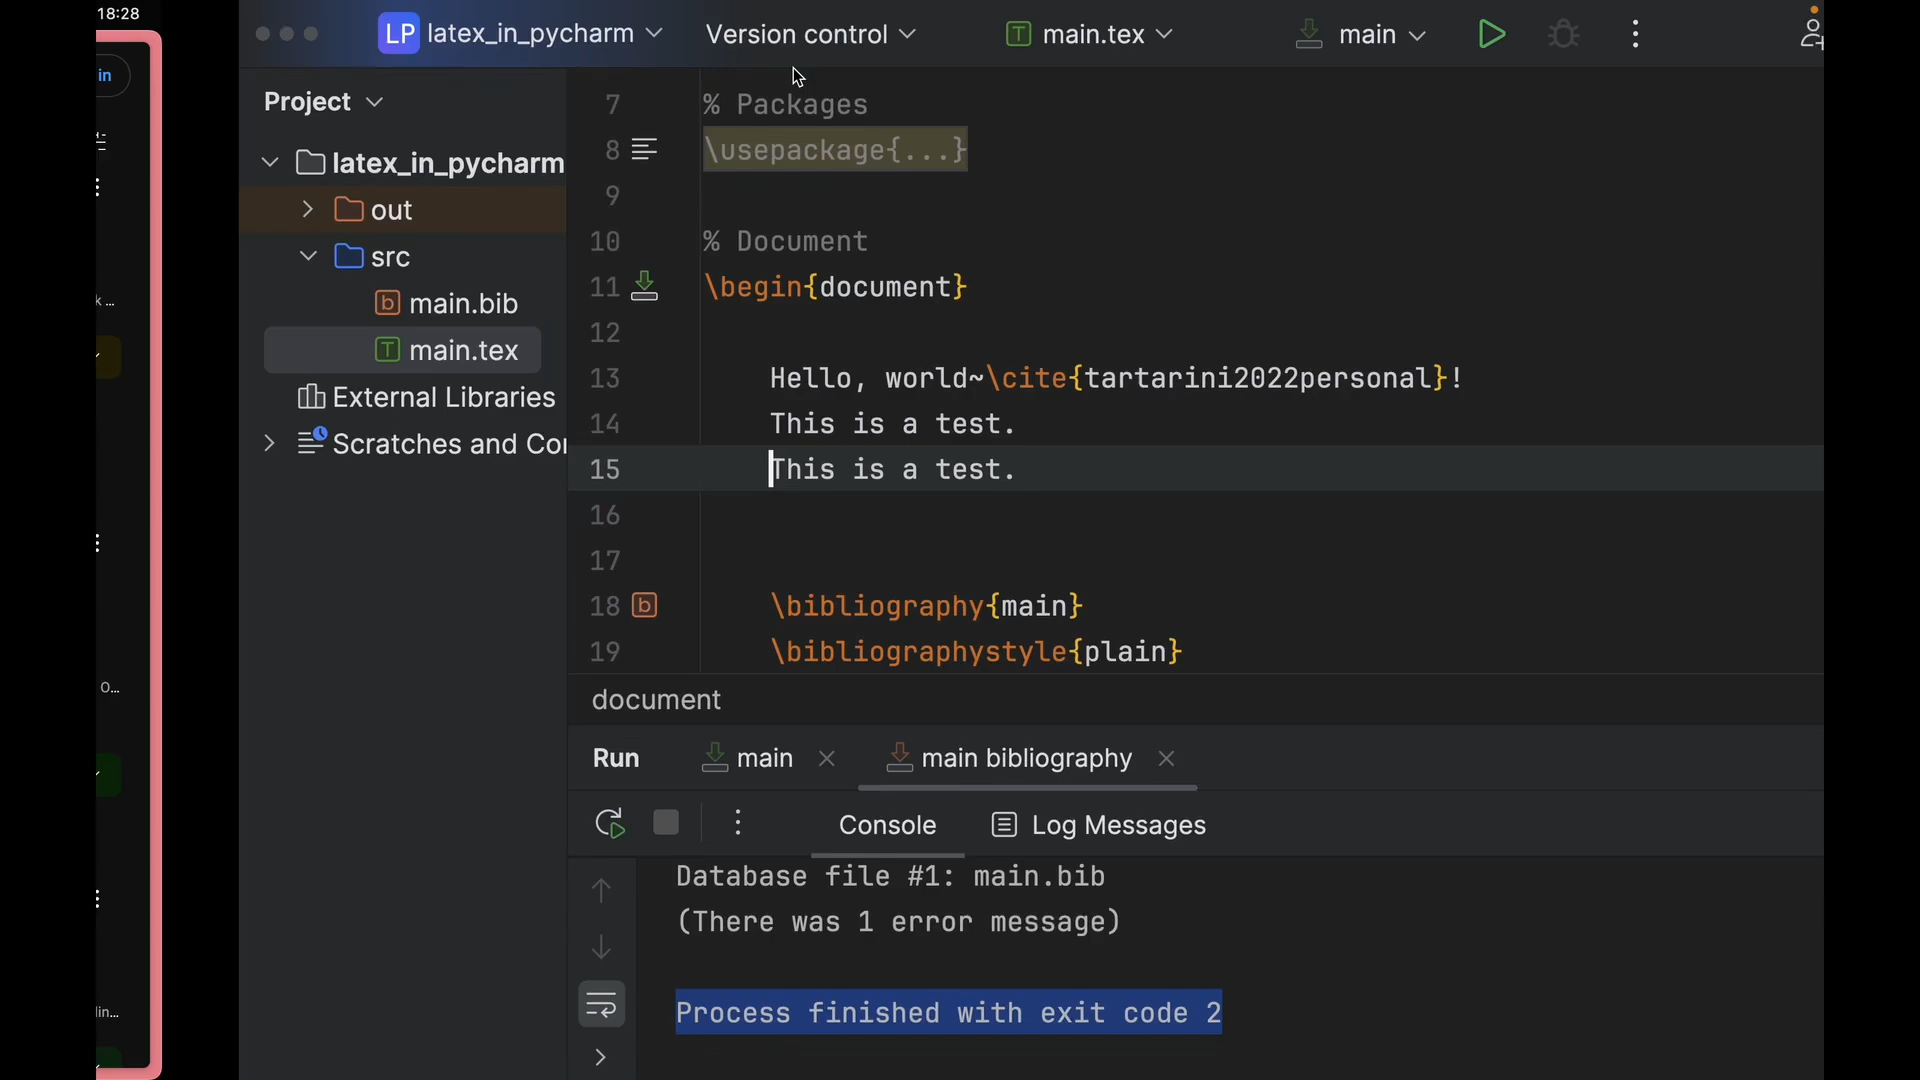 18:28
in
k ...
O...
lin...
LP latex_in_pycharm
Version control
T main.tex
main
Project
latex_in_pycharm
out
src
b main.bib
T main.tex
External Libraries
Scratches and Co
7 % Packages
8 \usepackage{...}
9
10 % Document
11 \begin{document}
12
13 Hello, world~\cite{tartarini2022personal}!
14 This is a test.
15 This is a test.
16
17
18 b \bibliography{main}
19 \bibliographystyle{plain}
document
Run main main bibliography
Console Log Messages
Database file #1: main.bib
(There was 1 error message)
Process finished with exit code 2